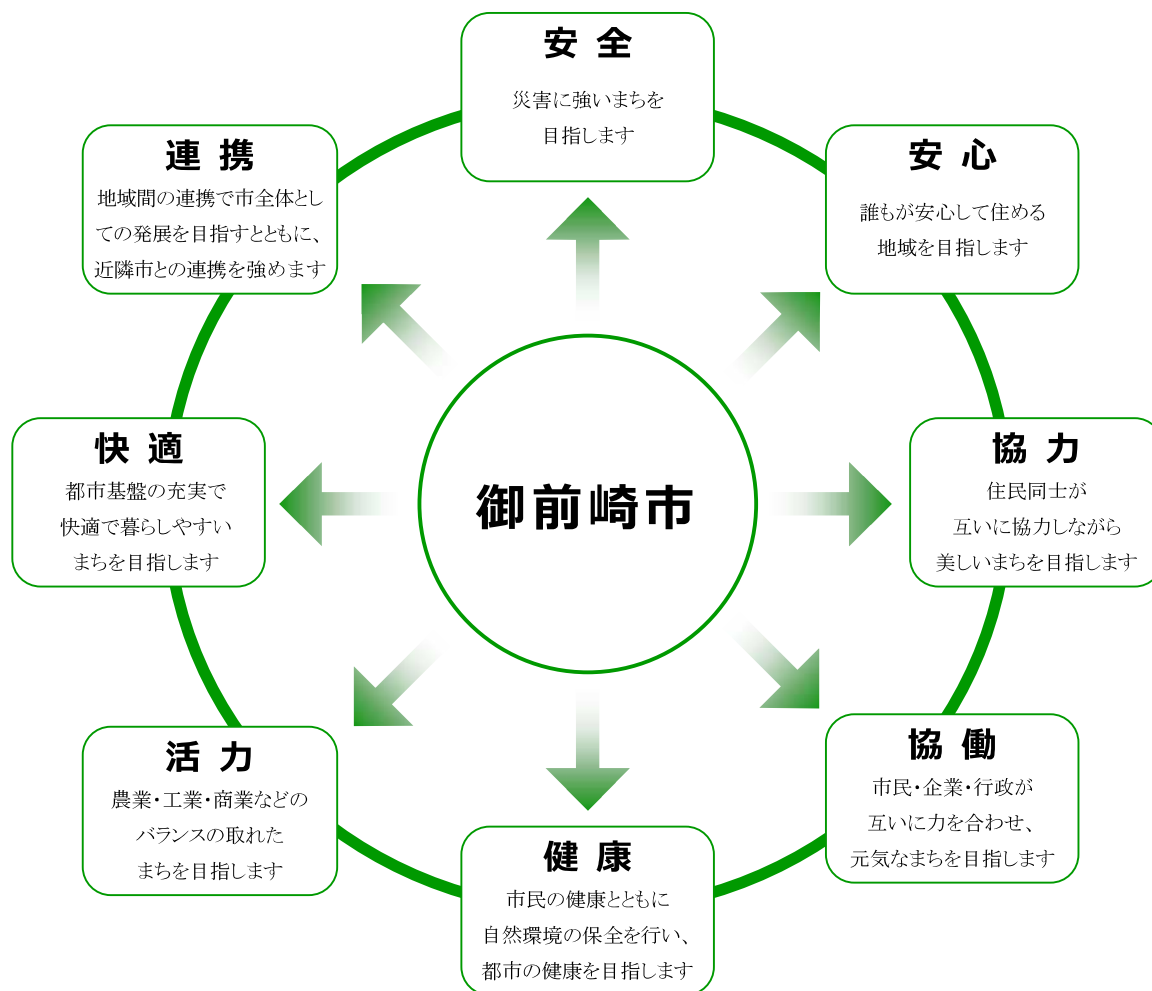 安全
災害に強いまちを
目指します
安心
誰もが安心して住める
地域を目指します
協力
住民同士が
互いに協力しながら
美しいまちを目指します
協働
市民・企業・行政が
互いに力を合わせ、
元気なまちを目指します
健康
市民の健康とともに
自然環境の保全を行い、
都市の健康を目指します
活力
農業・工業・商業などの
バランスの取れた
まちを目指します
快適
都市基盤の充実で
快適で暮らしやすい
まちを目指します
連携
地域間の連携で市全体とし
ての発展を目指すとともに、
近隣市との連携を強めます
御前崎市